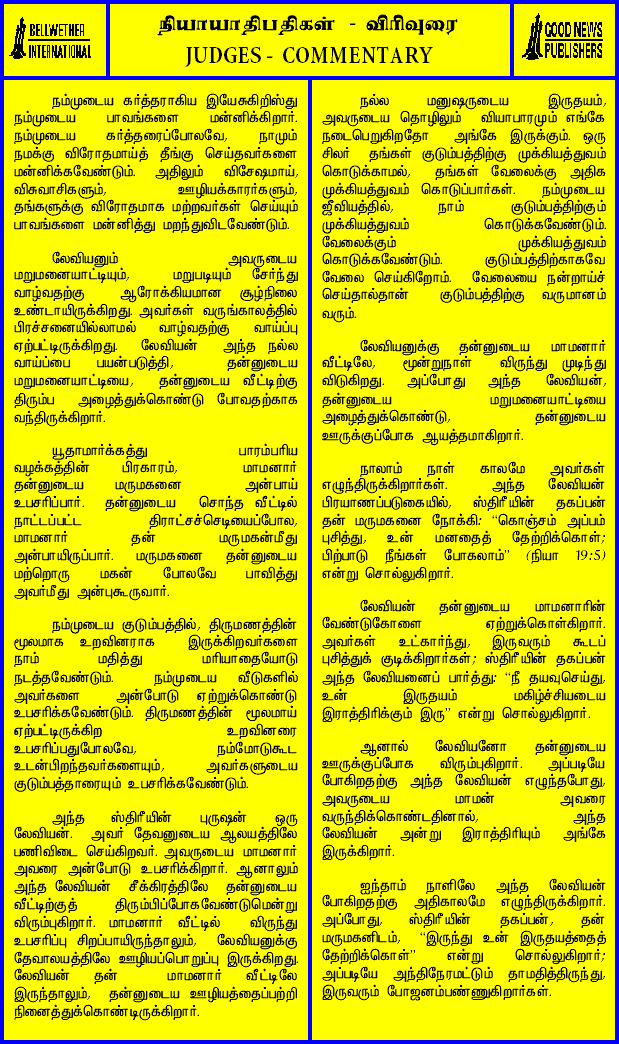 BELLWETHER
INTERNATIONAL
நியாயாதிபதிகள் - விரிவுரை
JUDGES - COMMENTARY
GOOD NEWS
PUBLISHERS
நம்முடைய கர்த்தராகிய இயேசுகிறிஸ்து
நம்முடைய பாவங்களை மன்னிக்கிறார்.
நம்முடைய கர்த்தரைப்போலவே, நாமும்
நமக்கு விரோதமாய்த் தீங்கு செய்தவர்களை
மன்னிக்கவேண்டும். அதிலும் விசேஷமாய்,
விசுவாசிகளும், ஊழியக்காரர்களும்,
தங்களுக்கு விரோதமாக மற்றவர்கள் செய்யும்
பாவங்களை மன்னித்து மறந்துவிடவேண்டும்.
லேவியனும் அவருடைய
மறுமனையாட்டியும், மறுபடியும் சேர்ந்து
வாழ்வதற்கு ஆரோக்கியமான சூழ்நிலை
உண்டாயிருக்கிறது. அவர்கள் வருங்காலத்தில்
பிரச்சனையில்லாமல் வாழ்வதற்கு வாய்ப்பு
ஏற்பட்டிருக்கிறது. லேவியன் அந்த நல்ல
வாய்ப்பை பயன்படுத்தி, தன்னுடைய
மறுமனையாட்டியை, தன்னுடைய வீட்டிற்கு
திரும்ப அழைத்துக்கொண்டு போவதற்காக
வந்திருக்கிறார்.
யூதாமார்க்கத்து பாரம்பரிய
வழக்கத்தின் பிரகாரம், மாமனார்
தன்னுடைய மருமகனை அன்பாய்
உபசரிப்பார். தன்னுடைய சொந்த வீட்டில்
நாட்டப்பட்ட திராட்சச்செடியைப்போல,
மாமனார் தன் மருமகன்மீது
அன்பாயிருப்பார். மருமகனை தன்னுடைய
மற்றொரு மகன் போலவே பாவித்து
அவர்மீது அன்புகூருவார்.
நம்முடைய குடும்பத்தில், திருமணத்தின்
மூலமாக உறவினராக இருக்கிறவர்களை
நாம் மதித்து மரியாதையோடு
நடத்தவேண்டும். நம்முடைய வீடுகளில்
அவர்களை அன்போடு ஏற்றுக்கொண்டு
உபசரிக்கவேண்டும். திருமணத்தின் மூலமாய்
ஏற்பட்டிருக்கிற உறவினரை
உபசரிப்பதுபோலவே, நம்மோடுகூட
உடன்பிறந்தவர்களையும், அவர்களுடைய
குடும்பத்தாரையும் உபசரிக்கவேண்டும்.
அந்த ஸ்திரீயின் புருஷன் ஒரு
லேவியன். அவர் தேவனுடைய ஆலயத்திலே
பணிவிடை செய்கிறவர். அவருடைய மாமனார்
அவரை அன்போடு உபசரிக்கிறார். ஆனாலும்
அந்த லேவியன் சீக்கிரத்திலே தன்னுடைய
வீட்டிற்குத் திரும்பிப்போகவேண்டுமென்று
விரும்புகிறார். மாமனார் வீட்டில் விருந்து
உபசரிப்பு சிறப்பாயிருந்தாலும், லேவியனுக்கு
தேவாலயத்திலே ஊழியப்பொறுப்பு இருக்கிறது.
லேவியன் தன் மாமனார் வீட்டிலே
இருந்தாலும், தன்னுடைய ஊழியத்தைப்பற்றி
நினைத்துக்கொண்டிருக்கிறார்.
நல்ல மனுஷருடைய இருதயம்,
அவருடைய தொழிலும் வியாபாரமும் எங்கே
நடைபெறுகிறதோ அங்கே இருக்கும். ஒரு
சிலர் தங்கள் குடும்பத்திற்கு முக்கியத்துவம்
கொடுக்காமல், தங்கள் வேலைக்கு அதிக
முக்கியத்துவம் கொடுப்பார்கள். நம்முடைய
ஜீவியத்தில், நாம் குடும்பத்திற்கும்
முக்கியத்துவம் கொடுக்கவேண்டும்.
வேலைக்கும் முக்கியத்துவம்
கொடுக்கவேண்டும். குடும்பத்திற்காகவே
வேலை செய்கிறோம். வேலையை நன்றாய்ச்
செய்தால்தான் குடும்பத்திற்கு வருமானம்
வரும்.
லேவியனுக்கு தன்னுடைய மாமனார்
வீட்டிலே, மூன்றுநாள் விருந்து முடிந்து
விடுகிறது. அப்போது அந்த லேவியன்,
தன்னுடைய மறுமனையாட்டியை
அழைத்துக்கொண்டு, தன்னுடைய
ஊருக்குப்போக ஆயத்தமாகிறார்.
நாலாம் நாள் காலமே அவர்கள்
எழுந்திருக்கிறார்கள். அந்த லேவியன்
பிரயாணப்படுகையில், ஸ்திரீயின் தகப்பன்
தன் மருமகனை நோக்கி: “கொஞ்சம் அப்பம்
புசித்து, உன் மனதைத் தேற்றிக்கொள்;
பிற்பாடு நீங்கள் போகலாம்” (நியா 19:5)
என்று சொல்லுகிறார்.
லேவியன் தன்னுடைய மாமனாரின்
வேண்டுகோளை ஏற்றுக்கொள்கிறார்.
அவர்கள் உட்கார்ந்து, இருவரும் கூடப்
புசித்துக் குடிக்கிறார்கள்; ஸ்திரீயின் தகப்பன்
அந்த லேவியனைப் பார்த்து: “நீ தயவுசெய்து,
உன் இருதயம் மகிழ்ச்சியடைய
இராத்திரிக்கும் இரு” என்று சொல்லுகிறார்.
ஆனால் லேவியனோ தன்னுடைய
ஊருக்குப்போக விரும்புகிறார். அப்படியே
போகிறதற்கு அந்த லேவியன் எழுந்தபோது,
அவருடைய மாமன் அவரை
வருந்திக்கொண்டதினால், அந்த
லேவியன் அன்று இராத்திரியும் அங்கே
இருக்கிறார்.
ஐந்தாம் நாளிலே அந்த லேவியன்
போகிறதற்கு அதிகாலமே எழுந்திருக்கிறார்.
அப்போது, ஸ்திரீயின் தகப்பன், தன்
மருமகனிடம், “இருந்து உன் இருதயத்தைத்
தேற்றிக்கொள்” என்று சொல்லுகிறார்;
அப்படியே அந்திநேரமட்டும் தாமதித்திருந்து,
இருவரும் போஜனம்பண்ணுகிறார்கள்.